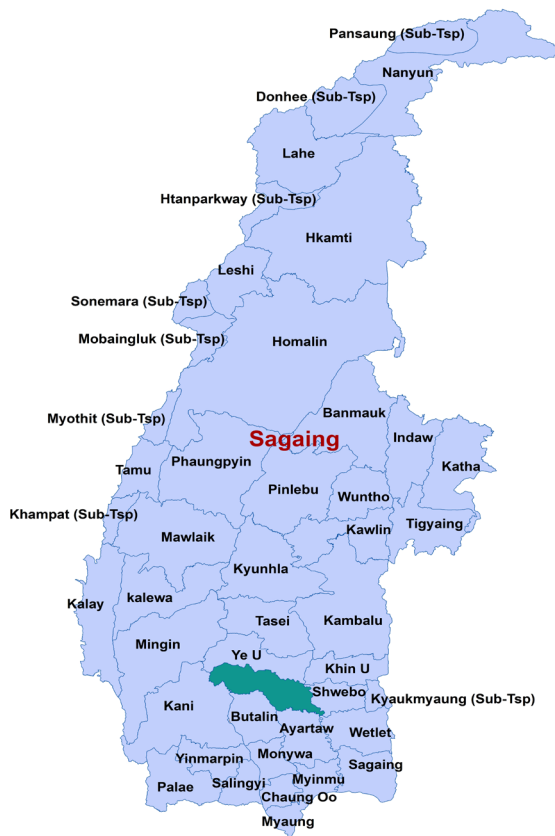 Pansaung (Sub-Tsp)
Nanyun
Donhee (Sub-Tsp)
Lahe
Htanparkway (Sub-Tsp)
Hkamti
Leshi
Sonemara (Sub-Tsp)
Mobaingluk (Sub-Tsp)
Homalin
Banmauk
Myothit (Sub-Tsp)
Sagaing
Indaw
Phaungpyin
Katha
Tamu
Pinlebu
Wuntho
Khampat (Sub-Tsp)
Tigyaing
Kawlin
Mawlaik
Kyunhla
Kalay
kalewa
Tasei
Kambalu
Mingin
Ye U
Khin U
Shwebo
Kyaukmyaung (Sub-Tsp)
Kani
Butalin
Ayartaw
Wetlet
Monywa
Yinmarpin
Sagaing
Myinmu
Salingyi
Palae
Chaung Oo
Myaung